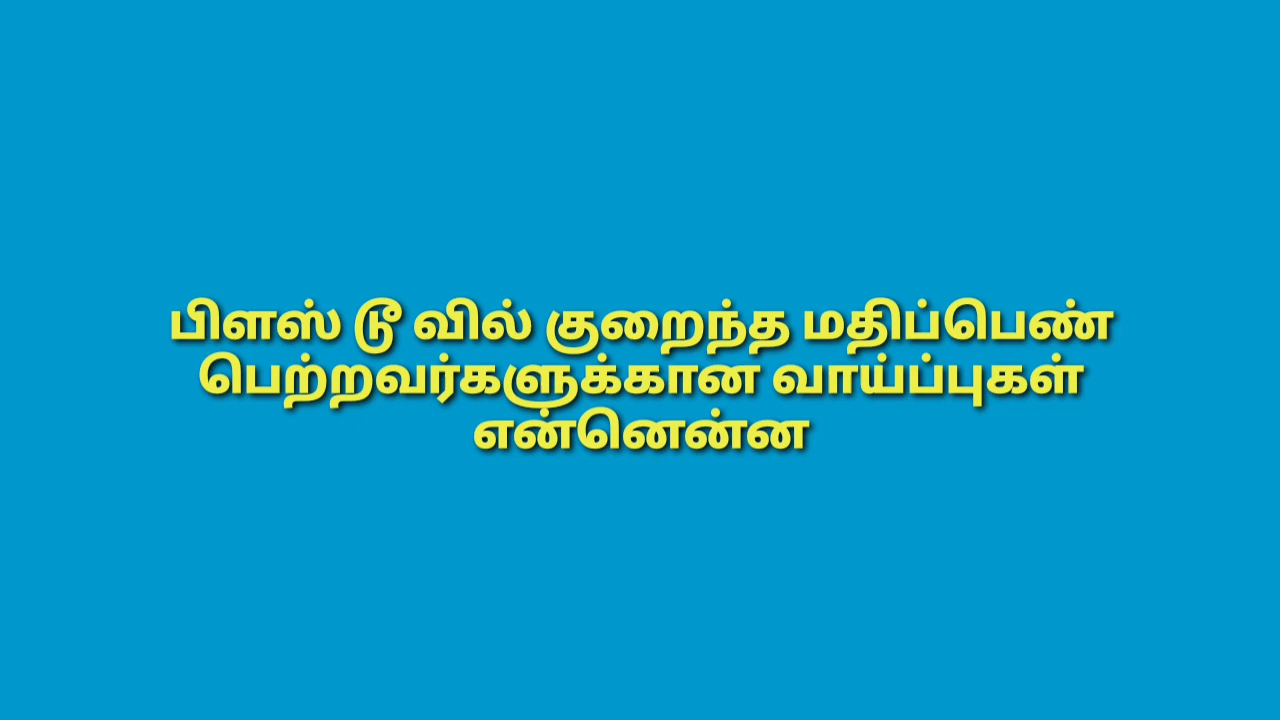 பிளஸ் டூ வில் குறைந்த மதிப்பெண்
பெற்றவர்களுக்கான வாய்ப்புகள்
என்னென்ன